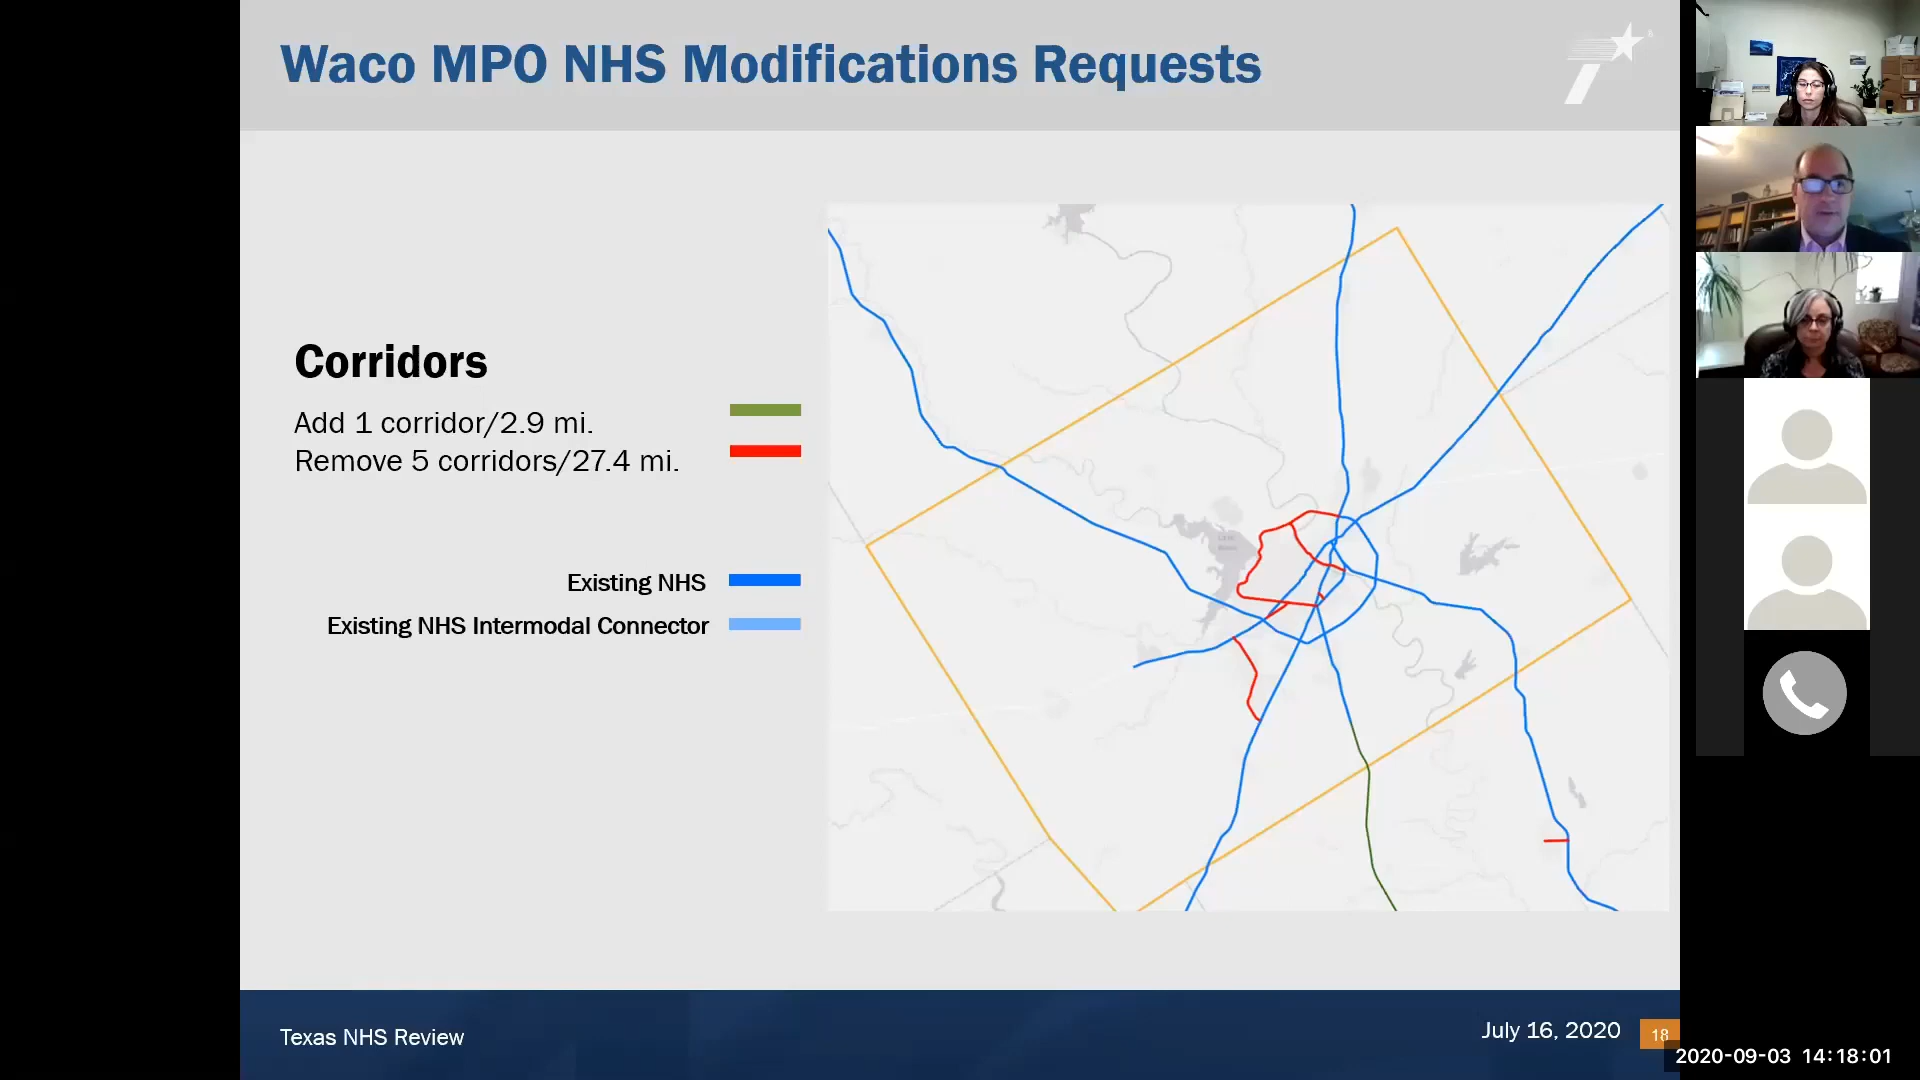 Waco MPO NHS Modifications Requests
Corridors
Add 1 corridor/2.9 mi.
Remove 5 corridors/27.4 mi.
Existing NHS
Existing NHS Intermodal Connector
Texas NHS Review
July 16, 2020
18
2020-09-03 14:18:01